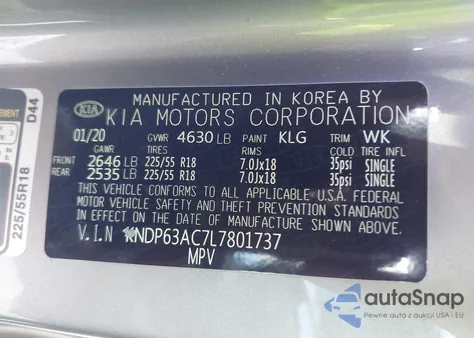 MANUFACTURED IN KOREA BY
KIA KIA MOTORS CORPORATION
01/20 GVWR 4630 LB PAINT KLG TRIM WK
TIRES RIMS COLD TIRE INFL
FRONT 2646 LB 225/55 R18 7.0Jx18 35psi SINGLE
REAR 2535 LB 225/55 R18 7.0Jx18 35psi SINGLE
THIS VEHICLE CONFORMS TO ALL APPLICABLE U.S.A. FEDERAL
MOTOR VEHICLE SAFETY AND THEFT PREVENTION STANDARDS
IN EFFECT ON THE DATE OF MANUFACTURE SHOWN ABOVE.
V.I.N KNDP63AC7L7801737
MPV
D44
225/55R18
autoSnap
Pewne auta z aukcji USA i EU